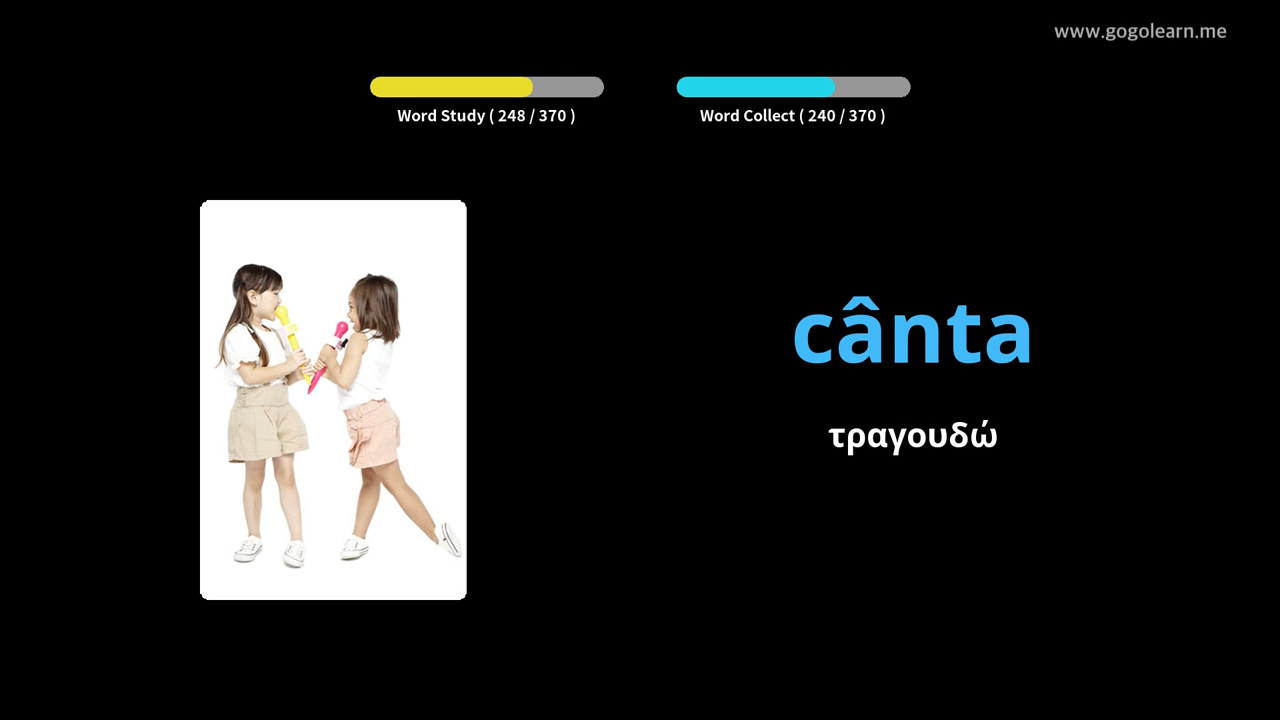 www.gogolearn.me
Word Study ( 248 / 370 )
Word Collect ( 240 / 370 )
cânta
τραγουδώ